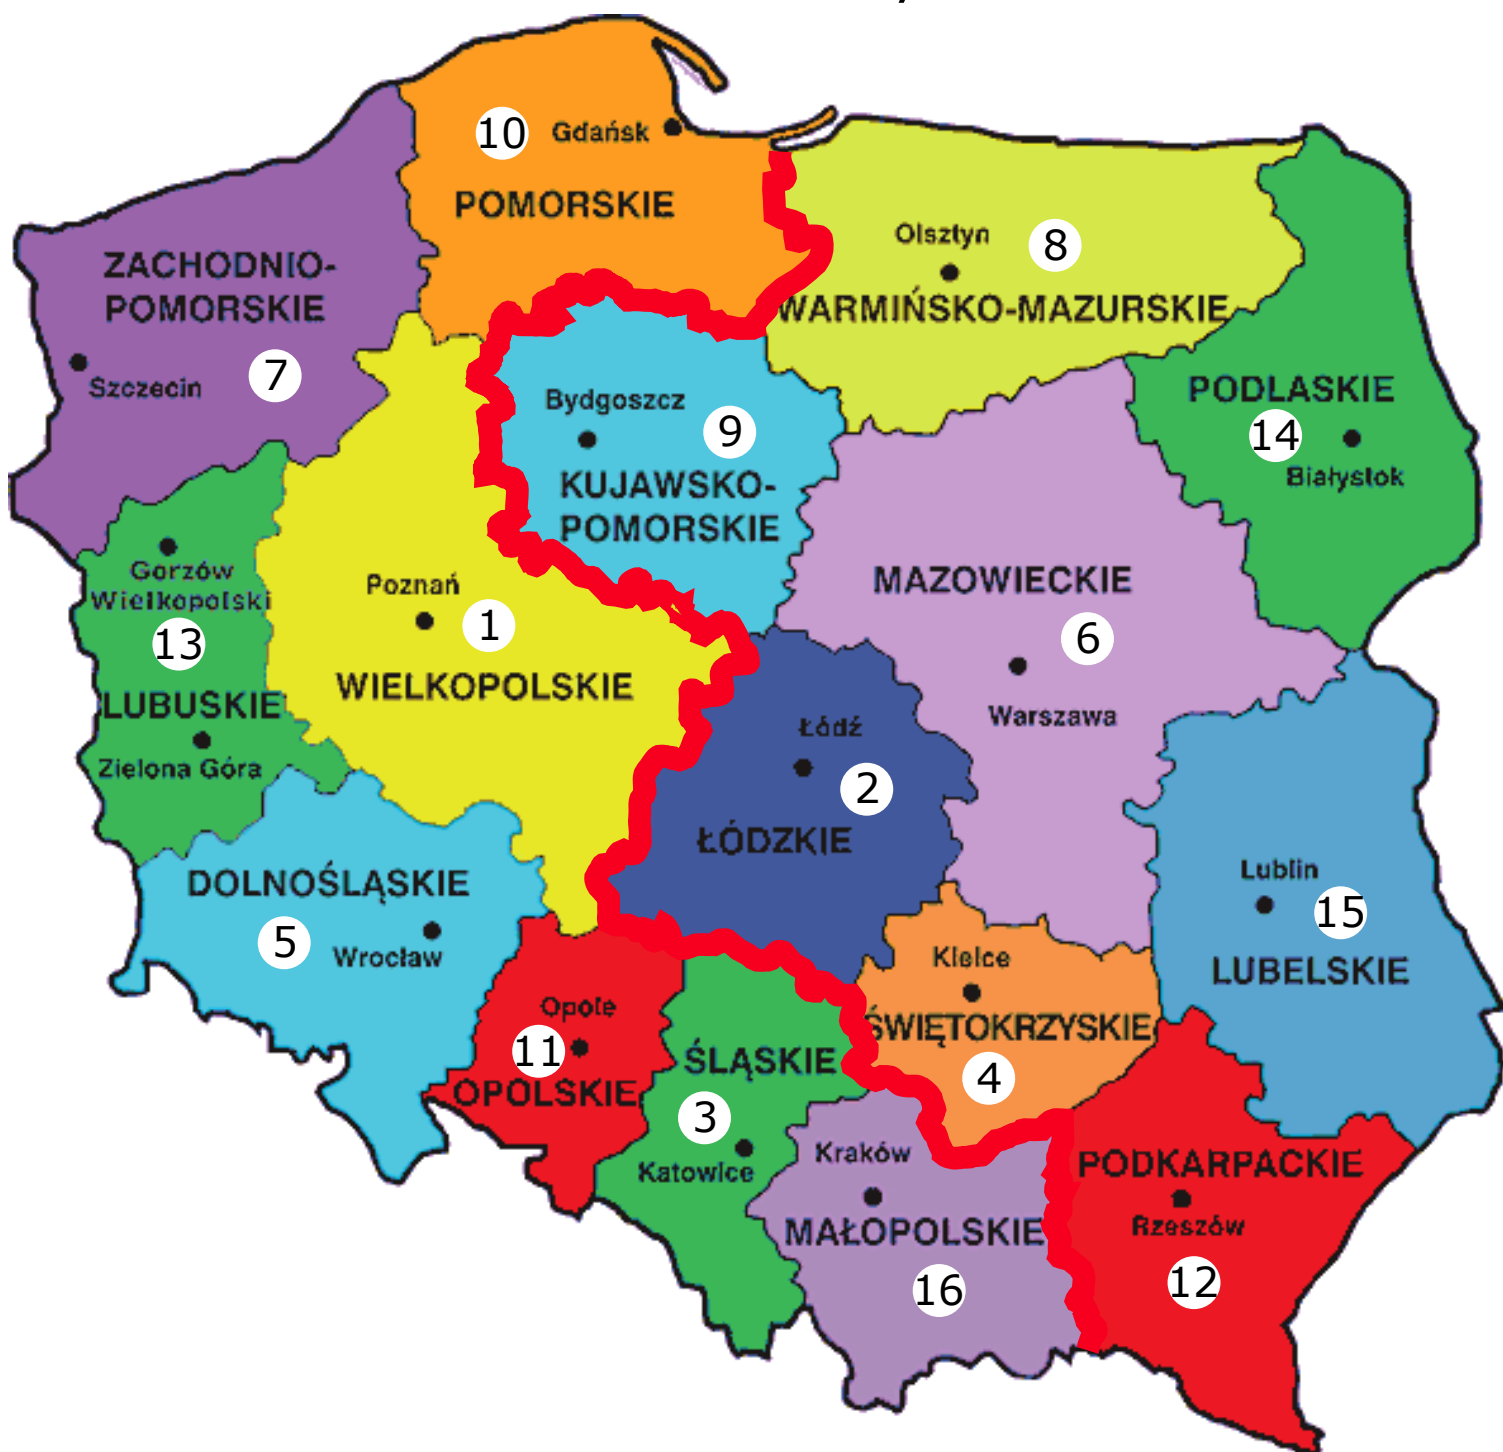 10
Gdańsk
POMORSKIE
Olsztyn
8
WARMIŃSKO-MAZURSKIE
ZACHODNIO-
POMORSKIE
Szczecin
7
PODLASKIE
14
Białystok
Bydgoszcz
9
KUJAWSKO-
POMORSKIE
Gorzów
Wielkopolski
13
LUBUSKIE
Zielona Góra
Poznań
1
WIELKOPOLSKIE
MAZOWIECKIE
6
Warszawa
Łódź
2
ŁÓDZKIE
DOLNOŚLĄSKIE
5
Wrocław
Lublin
15
LUBELSKIE
Kielce
ŚWIĘTOKRZYSKIE
4
Opole
11
OPOLSKIE
ŚLĄSKIE
3
Katowice
Kraków
MAŁOPOLSKIE
16
PODKARPACKIE
Rzeszów
12